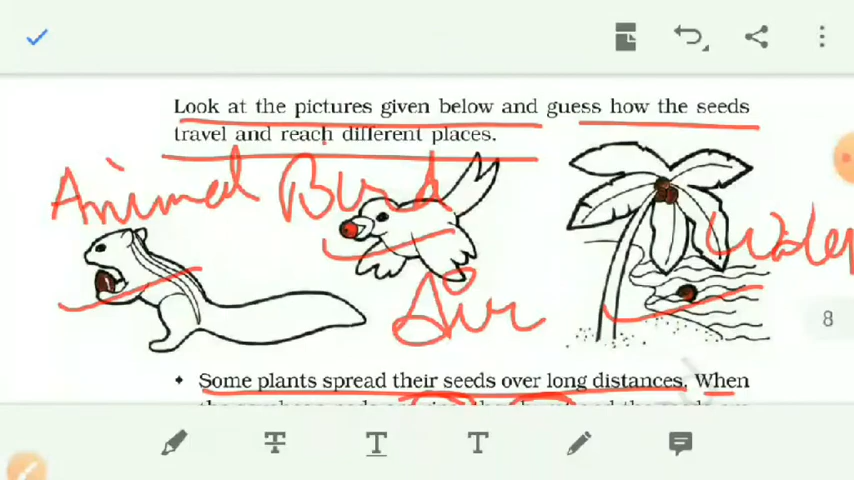 Look at the pictures given below and guess how the seeds
travel and reach different places.
Animal Bird
Water
Air
8
• Some plants spread their seeds over long distances. When